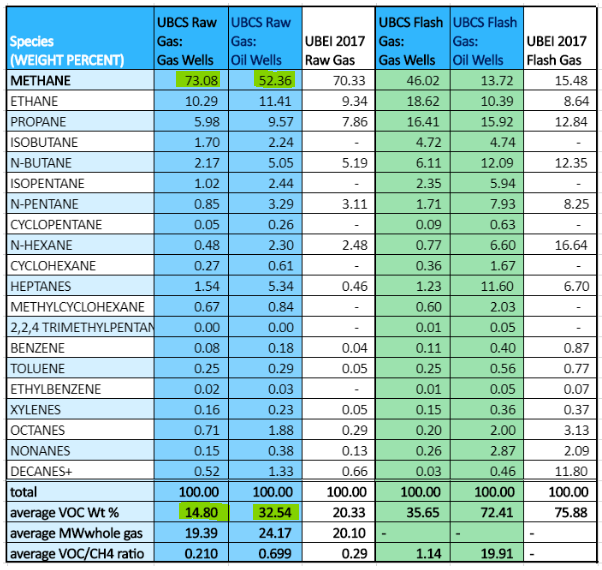 Species (WEIGHT PERCENT) UBCS Raw Gas: Gas Wells UBCS Raw Gas: Oil Wells UBEI 2017 Raw Gas UBCS Flash Gas: Gas Wells UBCS Flash Gas: Oil Wells UBEI 2017 Flash Gas
METHANE 73.08 52.36 70.33 46.02 13.72 15.48
ETHANE 10.29 11.41 9.34 18.62 10.39 8.64
PROPANE 5.98 9.57 7.86 16.41 15.92 12.84
ISOBUTANE 1.70 2.24 - 4.72 4.74 -
N-BUTANE 2.17 5.05 5.19 6.11 12.09 12.35
ISOPENTANE 1.02 2.44 - 2.35 5.94 -
N-PENTANE 0.85 3.29 3.11 1.71 7.93 8.25
CYCLOPENTANE 0.05 0.26 - 0.09 0.63 -
N-HEXANE 0.48 2.30 2.48 0.77 6.60 16.64
CYCLOHEXANE 0.27 0.61 - 0.36 1.67 -
HEPTANES 1.54 5.34 0.46 1.23 11.60 6.70
METHYLCYCLOHEXANE 0.67 0.84 - 0.60 2.03 -
2,2,4 TRIMETHYLPENTAN 0.00 0.00 - 0.01 0.05 -
BENZENE 0.08 0.18 0.04 0.11 0.40 0.87
TOLUENE 0.25 0.29 0.05 0.25 0.56 0.77
ETHYLBENZENE 0.02 0.03 - 0.01 0.05 0.07
XYLENES 0.16 0.23 0.05 0.15 0.36 0.37
OCTANES 0.71 1.88 0.29 0.20 2.00 3.13
NONANES 0.15 0.38 0.13 0.26 2.87 2.09
DECANES+ 0.52 1.33 0.66 0.03 0.46 11.80
total 100.00 100.00 100.00 100.00 100.00 100.00
average VOC Wt % 14.80 32.54 20.33 35.65 72.41 75.88
average MWwhole gas 19.39 24.17 20.10 - - -
average VOC/CH4 ratio 0.210 0.699 0.29 1.14 19.91 -